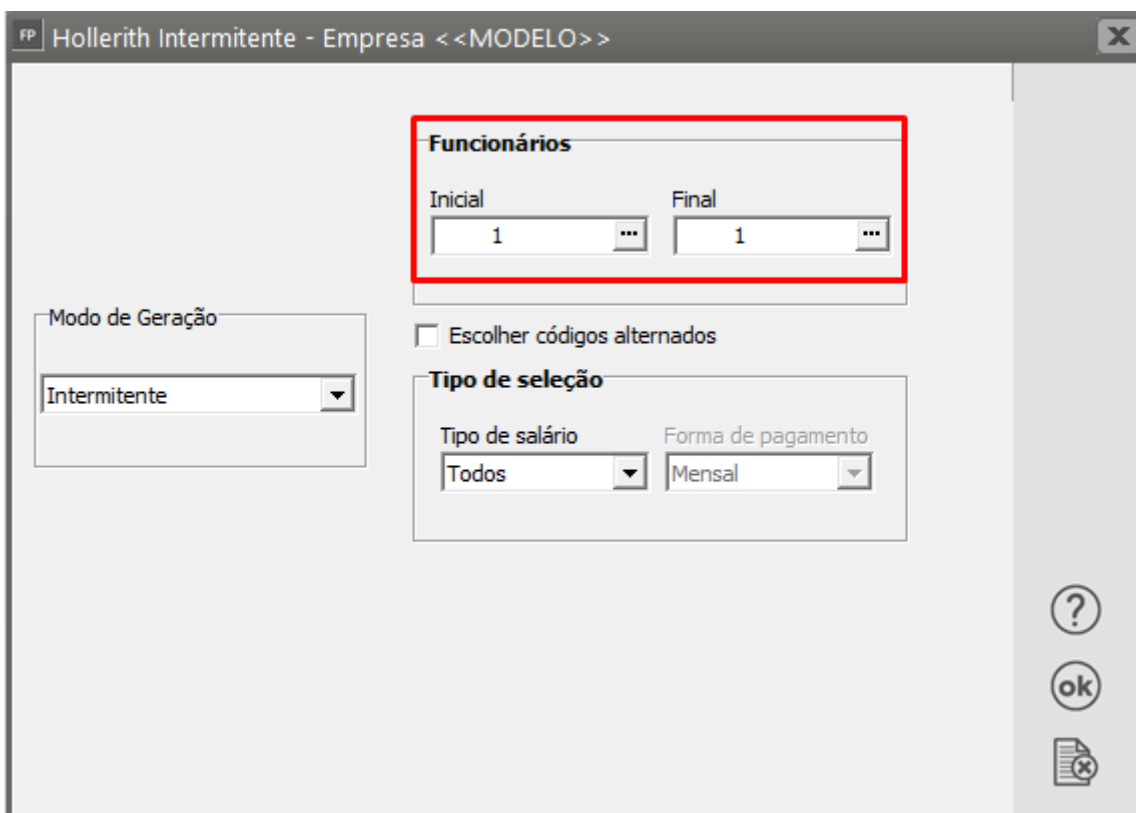 FP Hollerith Intermitente - Empresa <<MODELO>>
Funcionários
Inicial Final
1 ... 1 ...
Modo de Geração
Intermitente
Escolher códigos alternados
Tipo de seleção
Tipo de salário Forma de pagamento
Todos Mensal
?
ok